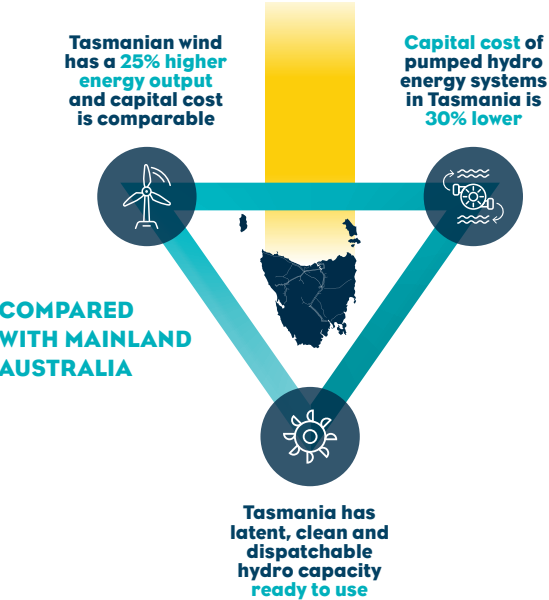 Tasmanian wind
has a 25% higher
energy output
and capital cost
is comparable
Capital cost of
pumped hydro
energy systems
in Tasmania is
30% lower
COMPARED
WITH MAINLAND
AUSTRALIA
Tasmania has
latent, clean and
dispatchable
hydro capacity
ready to use